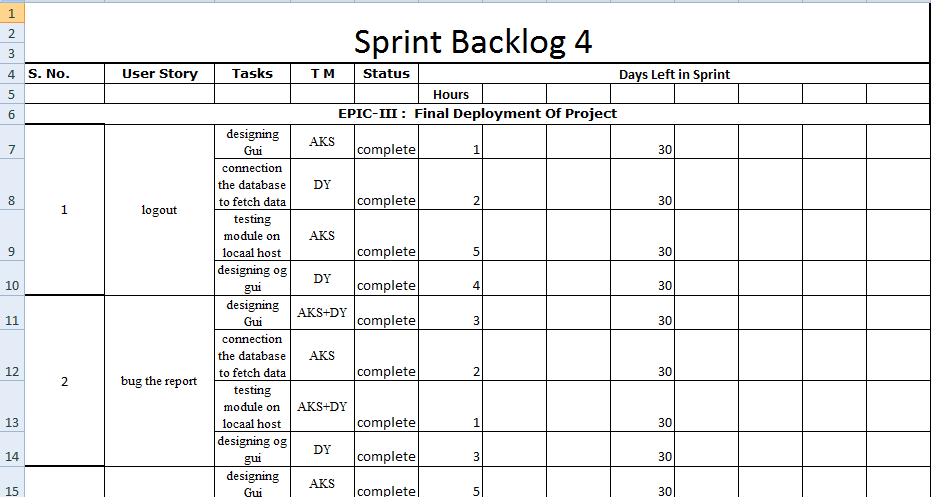 1
2
3
Sprint Backlog 4
4 S. No. User Story Tasks T M Status Days Left in Sprint
5 Hours
6 EPIC-III : Final Deployment Of Project
7 designing
Gui AKS complete 1 30
8 connection
the database
to fetch data DY complete 2 30
1 logout
9 testing
module on
locaal host AKS complete 5 30
10 designing og
gui DY complete 4 30
11 designing
Gui AKS+DY complete 3 30
12 connection
the database
to fetch data AKS complete 2 30
2 bug the report
13 testing
module on
locaal host AKS+DY complete 1 30
14 designing og
gui DY complete 3 30
15 designing
Gui AKS complete 5 30